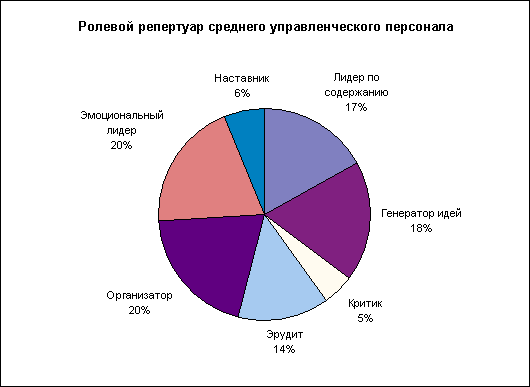 Ролевой репертуар среднего управленческого персонала
Наставник
6%
Лидер по
содержанию
17%
Эмоциональный
лидер
20%
Генератор идей
18%
Организатор
20%
Критик
5%
Эрудит
14%